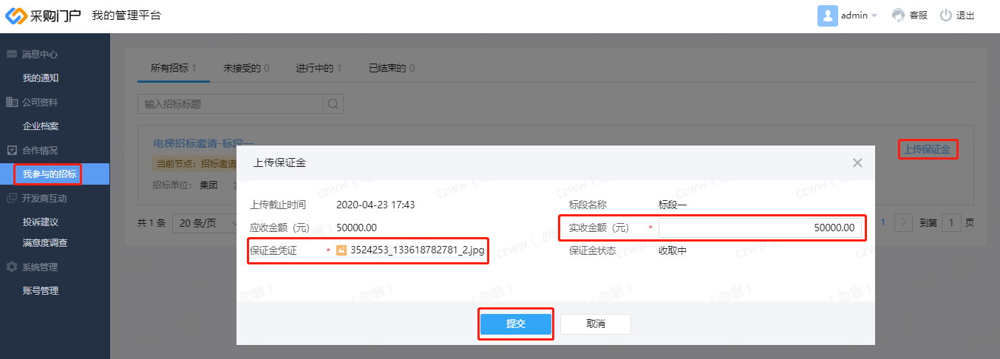 采购门户 我的管理平台 admin 客服 退出
消息中心
我的通知
公司资料
企业档案
合作情况
我参与的招标
开发商互动
投诉建议
满意度调查
系统管理
账号管理
所有招标 1 未接受的 0 进行中的 1 已结束的 0
输入招标标题
电梯招标邀请-标段一
上传保证金
当前节点：招标邀请
招标单位： 集团
共 1 条 20 条/页 1 到第 1 页
上传保证金
上传截止时间 2020-04-23 17:43 标段名称 标段一
应收金额（元） 50000.00 实收金额（元） * 50000.00
保证金凭证 * 3524253_133618782781_2.jpg 保证金状态 收取中
提交 取消
czww（勿删）